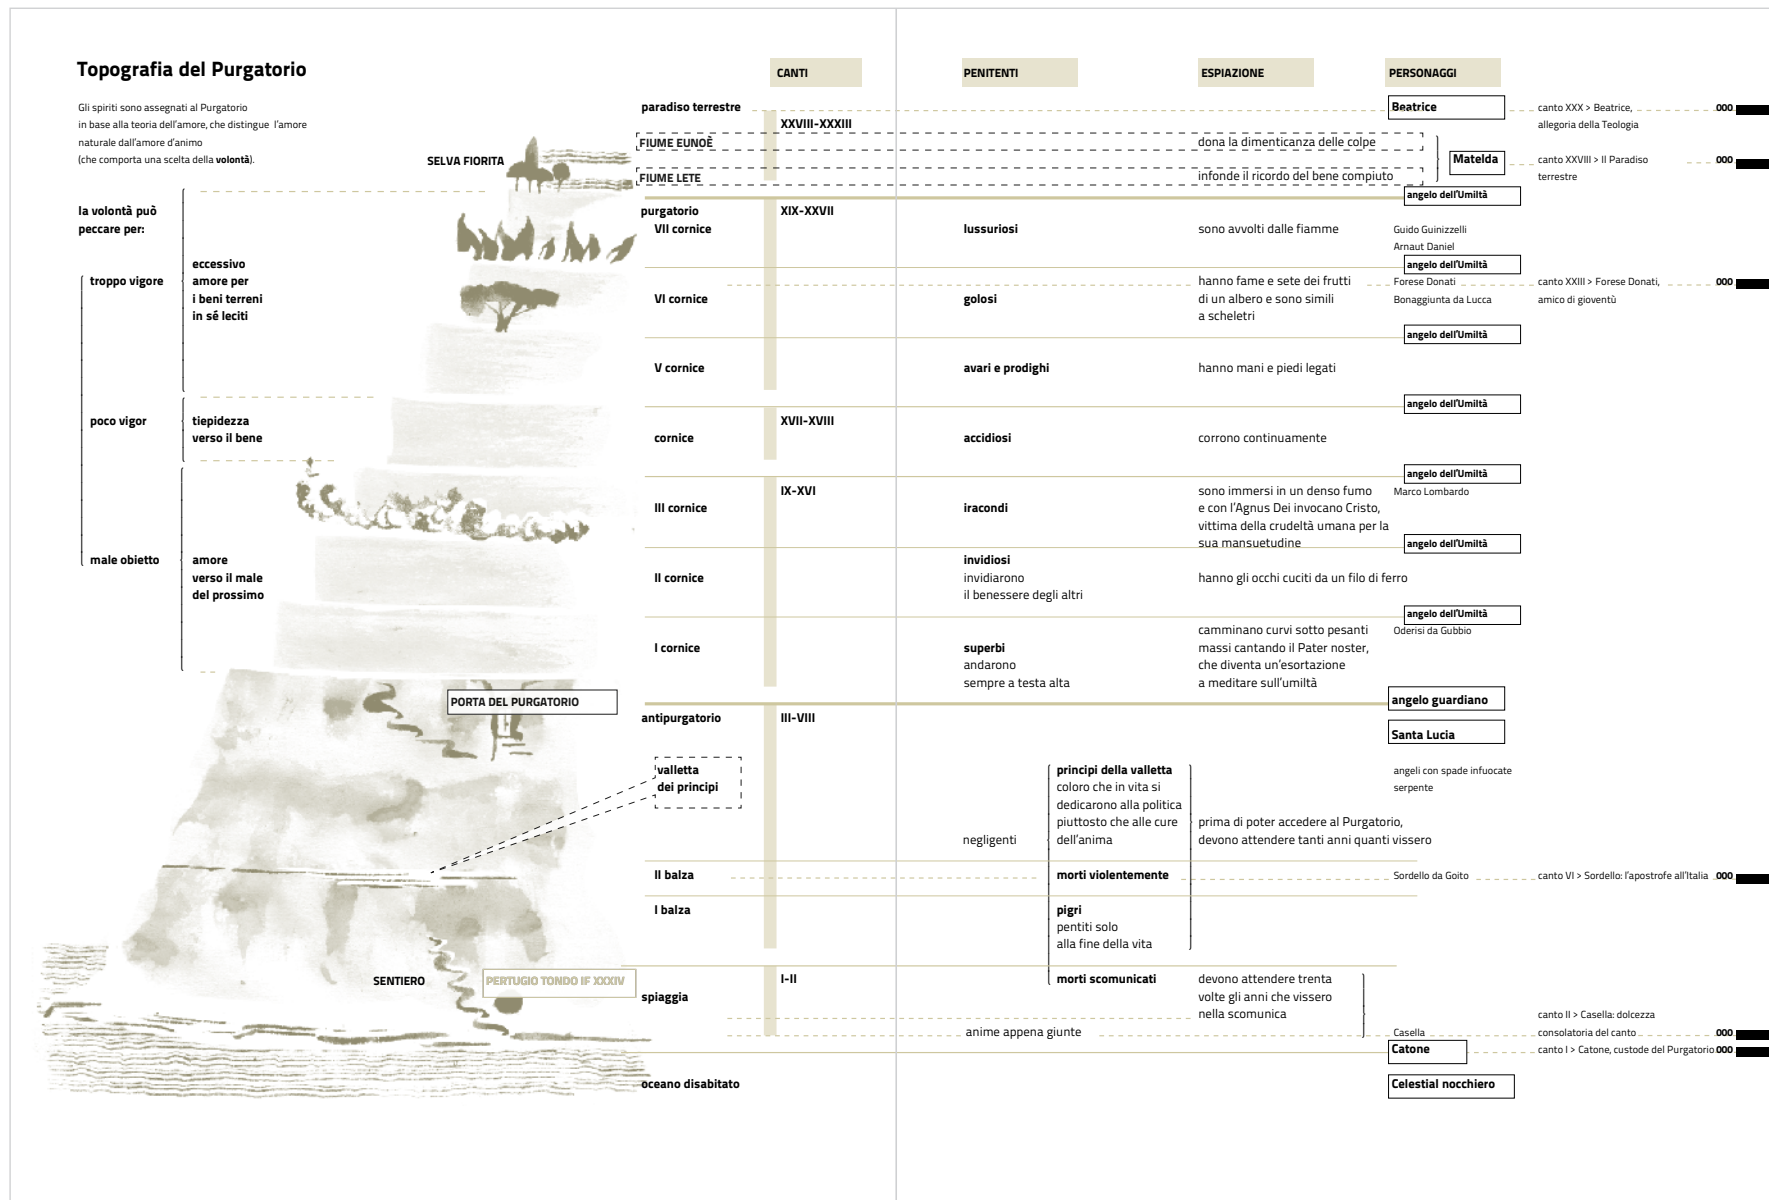 Topografia del Purgatorio
Gli spiriti sono assegnati al Purgatorio
in base alla teoria dell'amore, che distingue l'amore
naturale dall'amore d'animo
(che comporta una scelta della volontà).
la volontà può
peccare per:
troppo vigore
eccessivo
amore per
i beni terreni
in sé leciti
poco vigor
tiepidezza
verso il bene
male obietto
amore
verso il male
del prossimo
SELVA FIORITA
PORTA DEL PURGATORIO
SENTIERO
PERTUGIO TONDO IF XXXIV
CANTI
PENITENTI
ESPIAZIONE
PERSONAGGI
paradiso terrestre
XXVIII-XXXIII
Beatrice
canto XXX > Beatrice,
allegoria della Teologia
000
FIUME EUNOÈ
dona la dimenticanza delle colpe
FIUME LETE
infonde il ricordo del bene compiuto
Matelda
canto XXVIII > Il Paradiso
terrestre
000
angelo dell'Umiltà
purgatorio
XIX-XXVII
VII cornice
lussuriosi
sono avvolti dalle fiamme
Guido Guinizzelli
Arnaut Daniel
angelo dell'Umiltà
VI cornice
golosi
hanno fame e sete dei frutti
di un albero e sono simili
a scheletri
Forese Donati
Bonaggiunta da Lucca
canto XXIII > Forese Donati,
amico di gioventù
000
angelo dell'Umiltà
V cornice
avari e prodighi
hanno mani e piedi legati
angelo dell'Umiltà
XVII-XVIII
cornice
accidiosi
corrono continuamente
angelo dell'Umiltà
IX-XVI
III cornice
iracondi
sono immersi in un denso fumo
e con l'Agnus Dei invocano Cristo,
vittima della crudeltà umana per la
sua mansuetudine
Marco Lombardo
angelo dell'Umiltà
II cornice
invidiosi
invidiarono
il benessere degli altri
hanno gli occhi cuciti da un filo di ferro
angelo dell'Umiltà
I cornice
superbi
andarono
sempre a testa alta
camminano curvi sotto pesanti
massi cantando il Pater noster,
che diventa un'esortazione
a meditare sull'umiltà
Oderisi da Gubbio
angelo guardiano
antipurgatorio
III-VIII
Santa Lucia
valletta
dei principi
negligenti
principi della valletta
coloro che in vita si
dedicarono alla politica
piuttosto che alle cure
dell'anima
prima di poter accedere al Purgatorio,
devono attendere tanti anni quanti vissero
angeli con spade infuocate
serpente
II balza
morti violentemente
Sordello da Goito
canto VI > Sordello: l'apostrofe all'Italia
000
I balza
pigri
pentiti solo
alla fine della vita
I-II
spiaggia
morti scomunicati
devono attendere trenta
volte gli anni che vissero
nella scomunica
anime appena giunte
Casella
canto II > Casella: dolcezza
consolatoria del canto
000
Catone
canto I > Catone, custode del Purgatorio
000
oceano disabitato
Celestial nocchiero